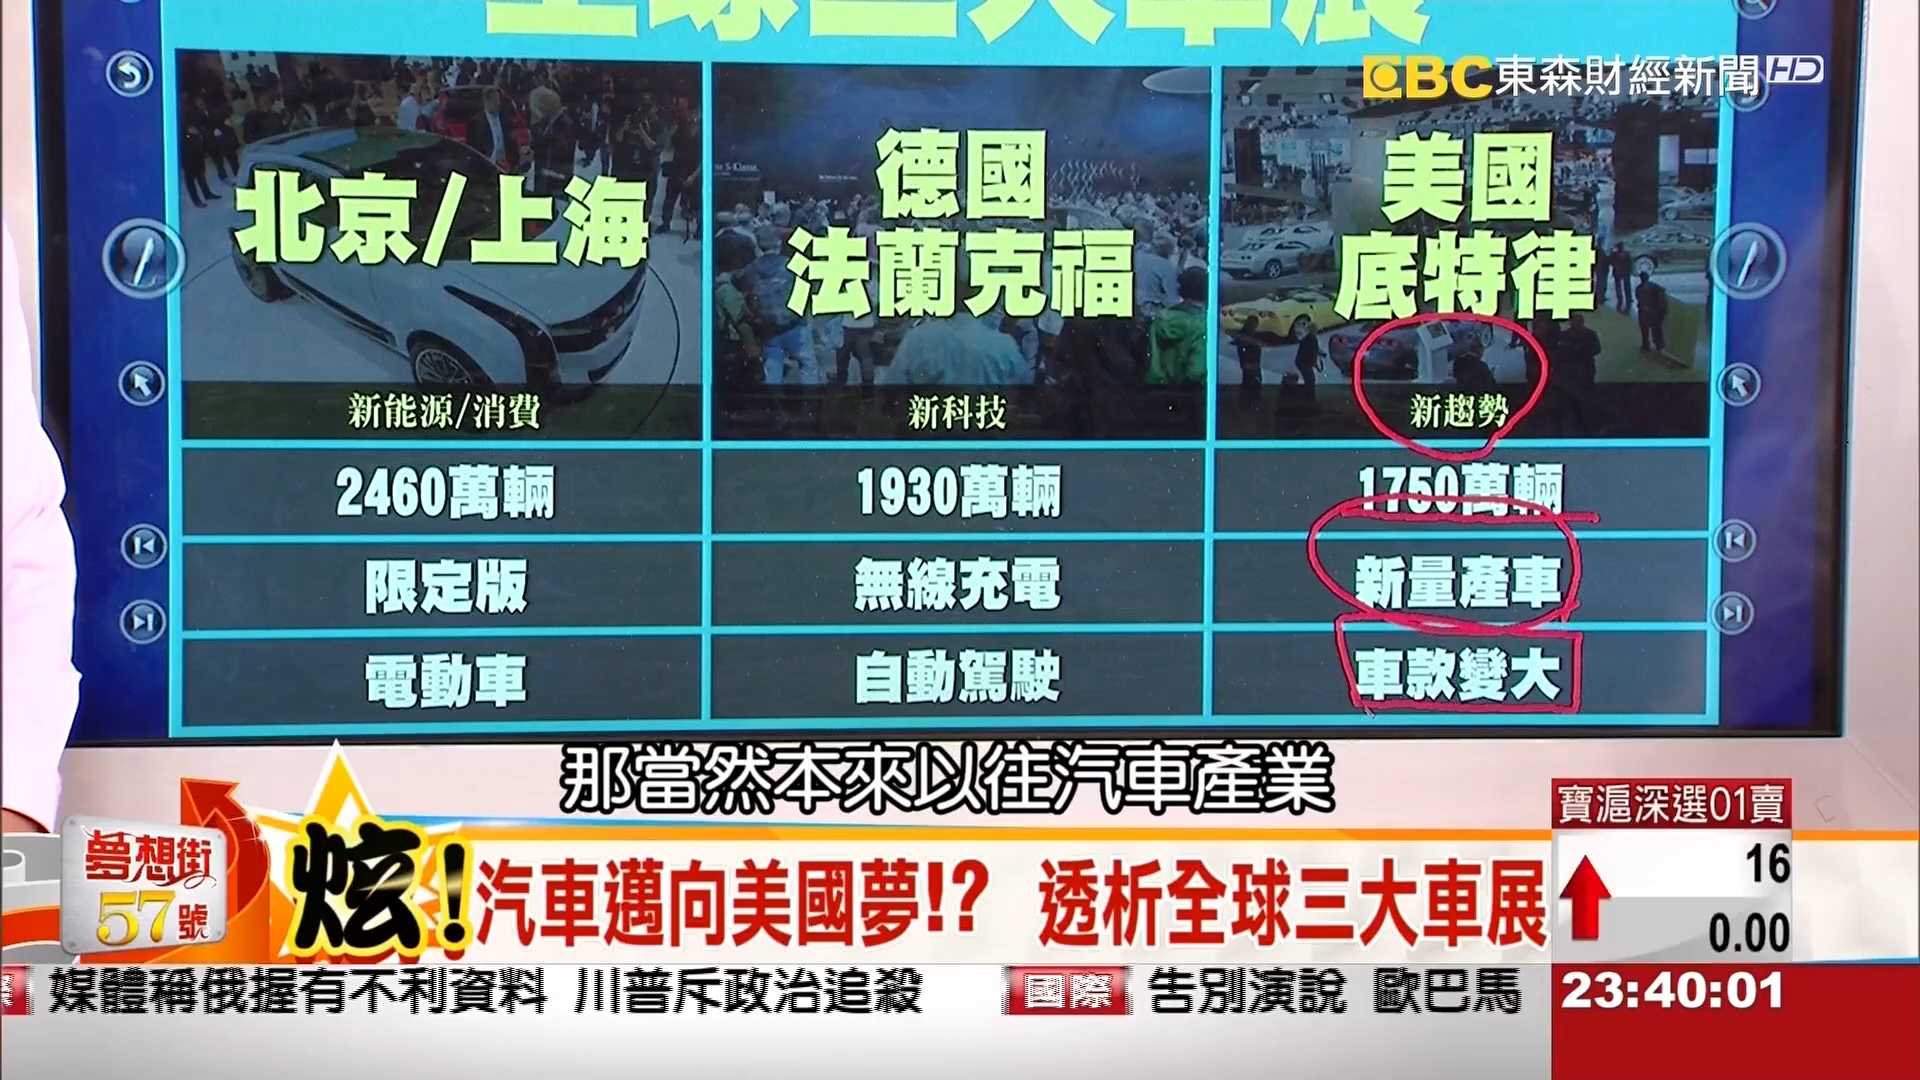 全球三大車展
EBC東森財經新聞HD
北京/上海
德國
法蘭克福
美國
底特律
新能源/消費
新科技
新趨勢
2460萬輛
1930萬輛
1750萬輛
限定版
無線充電
新量產車
電動車
自動駕駛
車款變大
那當然本來以往汽車產業
寶滬深選01賣
16
0.00
夢想街
57號
炫!
汽車邁向美國夢!? 透析全球三大車展
媒體稱俄握有不利資料 川普斥政治追殺
國際 告別演說 歐巴馬
23:40:01